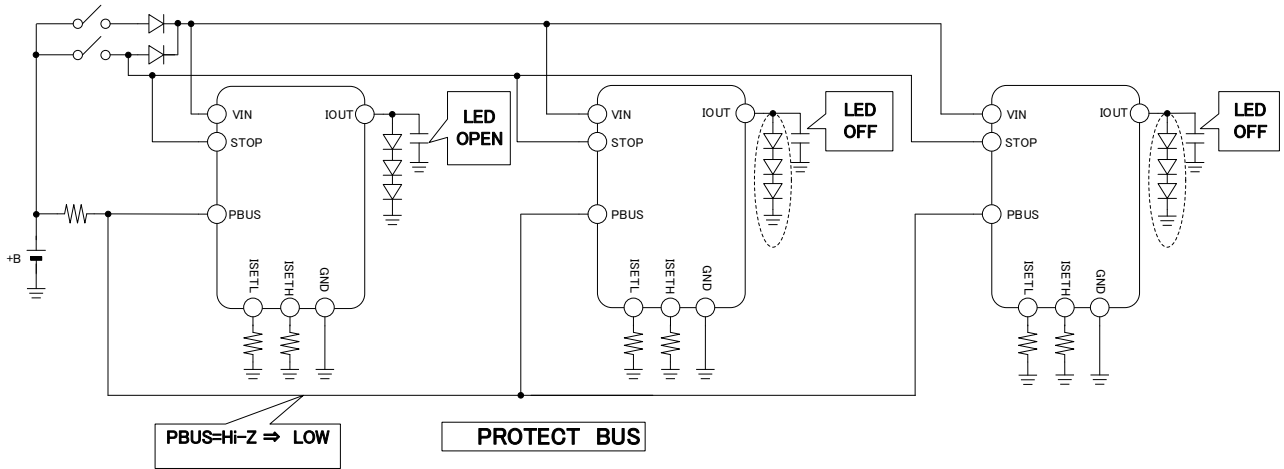 LED
OPEN
LED
OFF
LED
OFF
VIN
IOUT
STOP
PBUS
ISETL
ISETH
GND
VIN
IOUT
STOP
PBUS
ISETL
ISETH
GND
VIN
IOUT
STOP
PBUS
ISETL
ISETH
GND
+B
PBUS=Hi-Z ⇒ LOW
PROTECT BUS